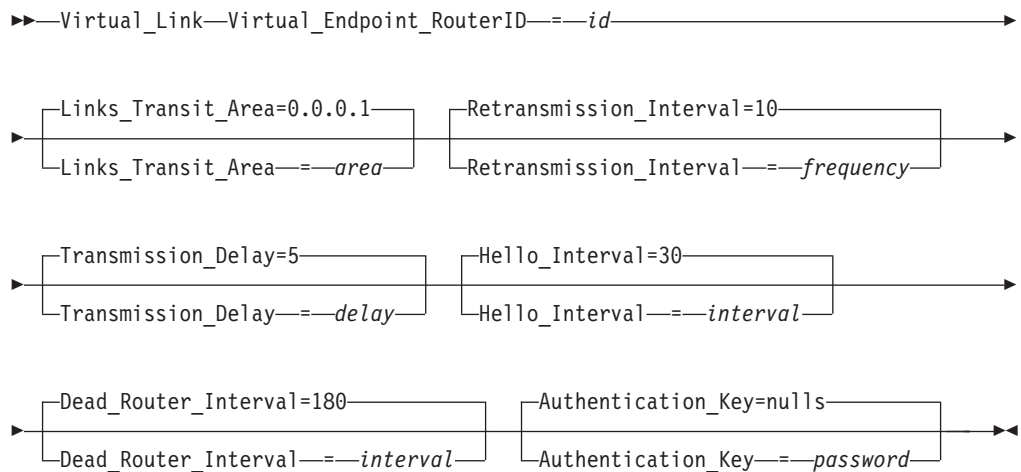 Virtual_Link Virtual_Endpoint_RouterID = id
Links_Transit_Area=0.0.0.1 Retransmission_Interval=10
Links_Transit_Area = area Retransmission_Interval = frequency
Transmission_Delay=5 Hello_Interval=30
Transmission_Delay = delay Hello_Interval = interval
Dead_Router_Interval=180 Authentication_Key=nulls
Dead_Router_Interval = interval Authentication_Key = password